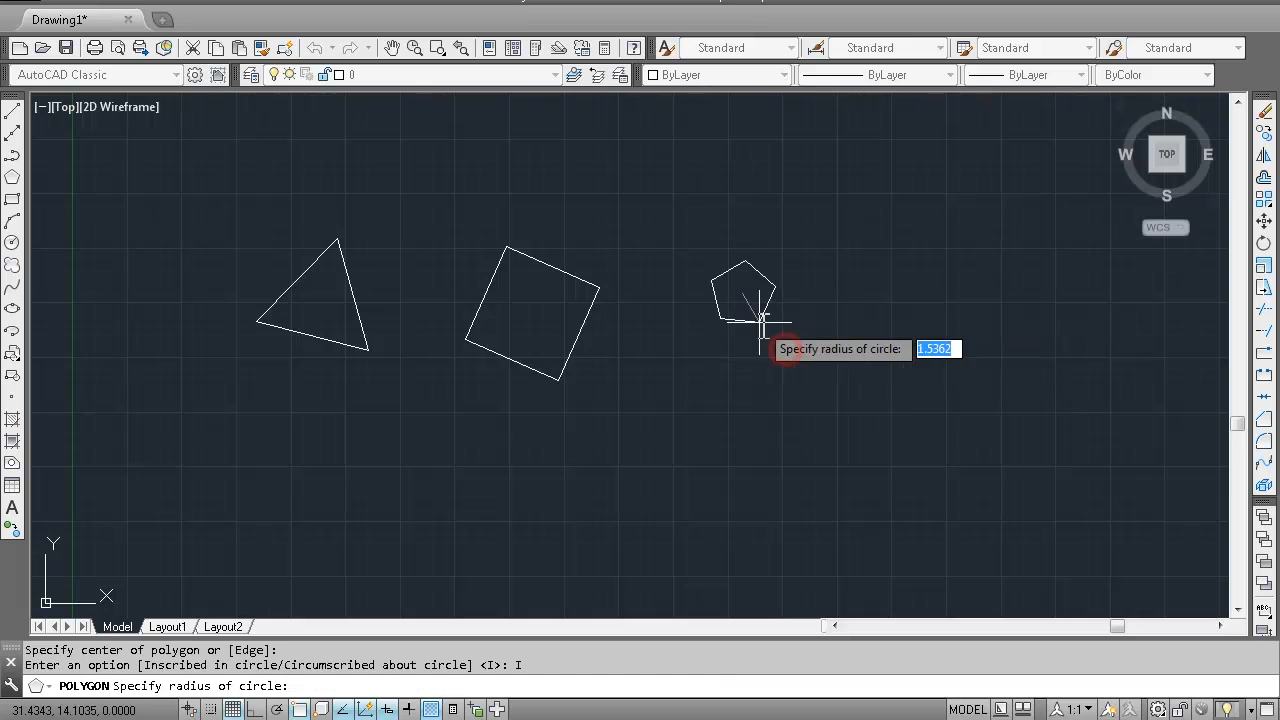 Drawing1*
Standard Standard Standard Standard
AutoCAD Classic 0 ByLayer ByLayer ByLayer ByColor
[−][Top][2D Wireframe]
N
W TOP E
S
WCS
Specify radius of circle: 1.5362
A
Y
X
Model Layout1 Layout2
Specify center of polygon or [Edge]:
Enter an option [Inscribed in circle/Circumscribed about circle] <I>: I
POLYGON Specify radius of circle:
31.4343, 14.1035, 0.0000 MODEL 1:1